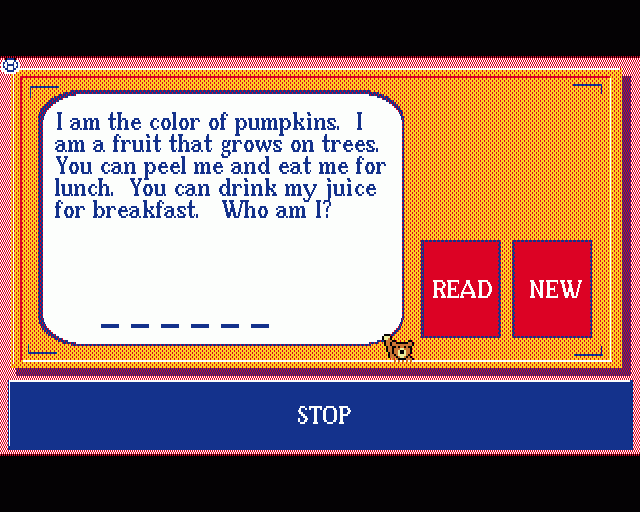 I am the color of pumpkins.  I
am a fruit that grows on trees.
You can peel me and eat me for
lunch.  You can drink my juice
for breakfast.   Who am I?
_ _ _ _ _ _
READ
NEW
STOP